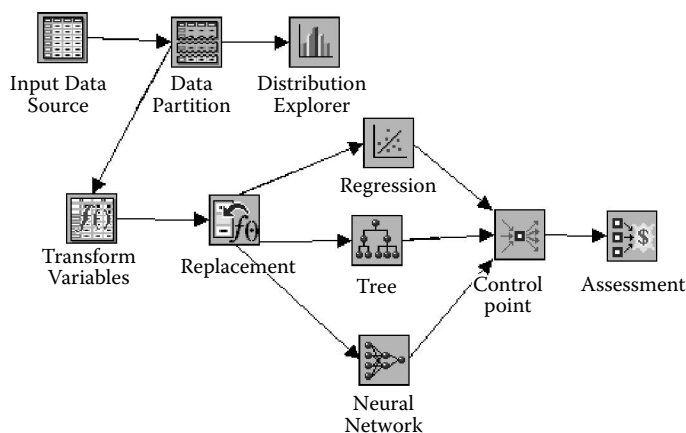 Input Data
Source
Data
Partition
Distribution
Explorer
Regression
Transform
Variables
Replacement
Tree
Control
point
Assessment
Neural
Network